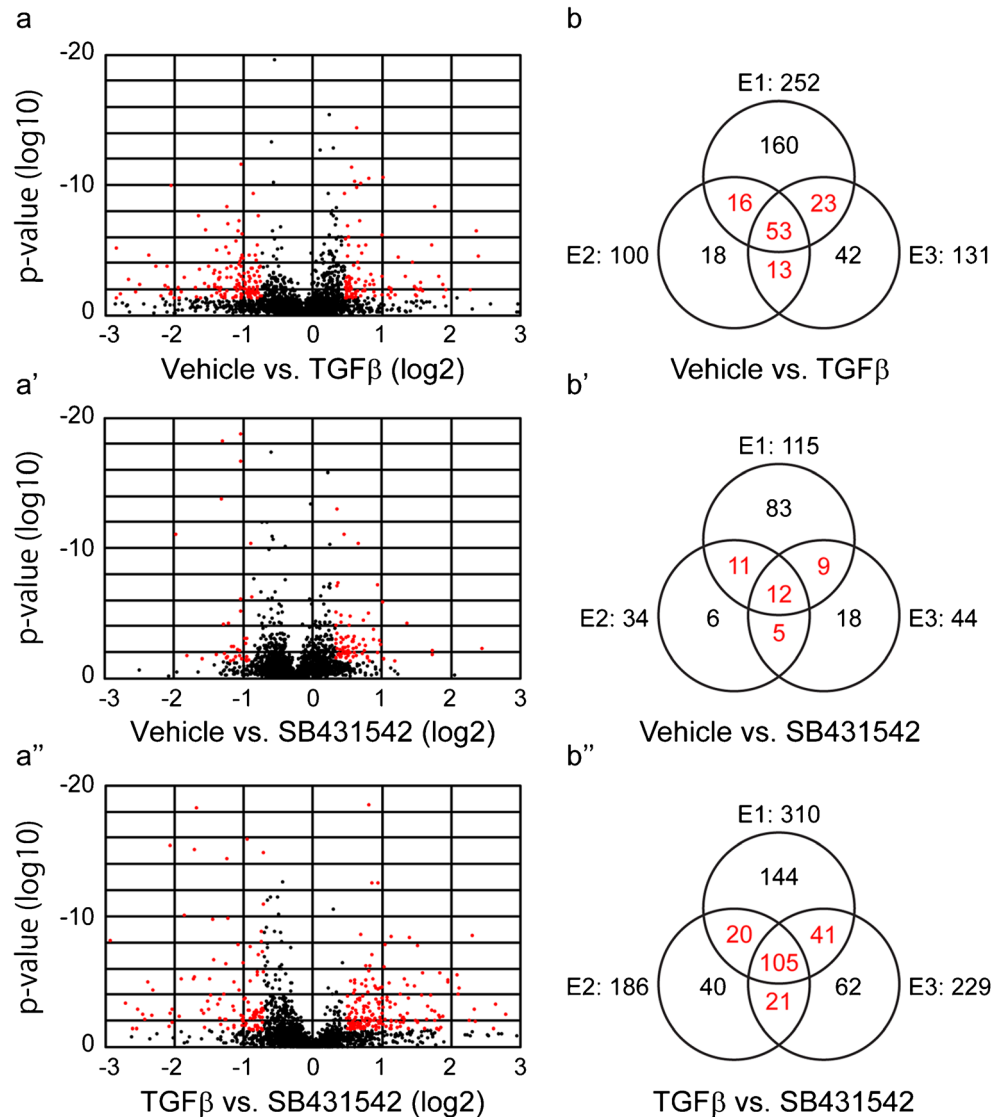 a
b
-20
-10
0
p-value (log10)
-3 -2 -1 0 1 2 3
Vehicle vs. TGFβ (log2)
E1: 252
160
16 23
53
E2: 100 18 42 E3: 131
13
Vehicle vs. TGFβ
a'
b'
-20
-10
0
p-value (log10)
-3 -2 -1 0 1 2 3
Vehicle vs. SB431542 (log2)
E1: 115
83
11 9
12
E2: 34 6 18 E3: 44
5
Vehicle vs. SB431542
a"
b"
-20
-10
0
p-value (log10)
-3 -2 -1 0 1 2 3
TGFβ vs. SB431542 (log2)
E1: 310
144
20 41
105
E2: 186 40 62 E3: 229
21
TGFβ vs. SB431542